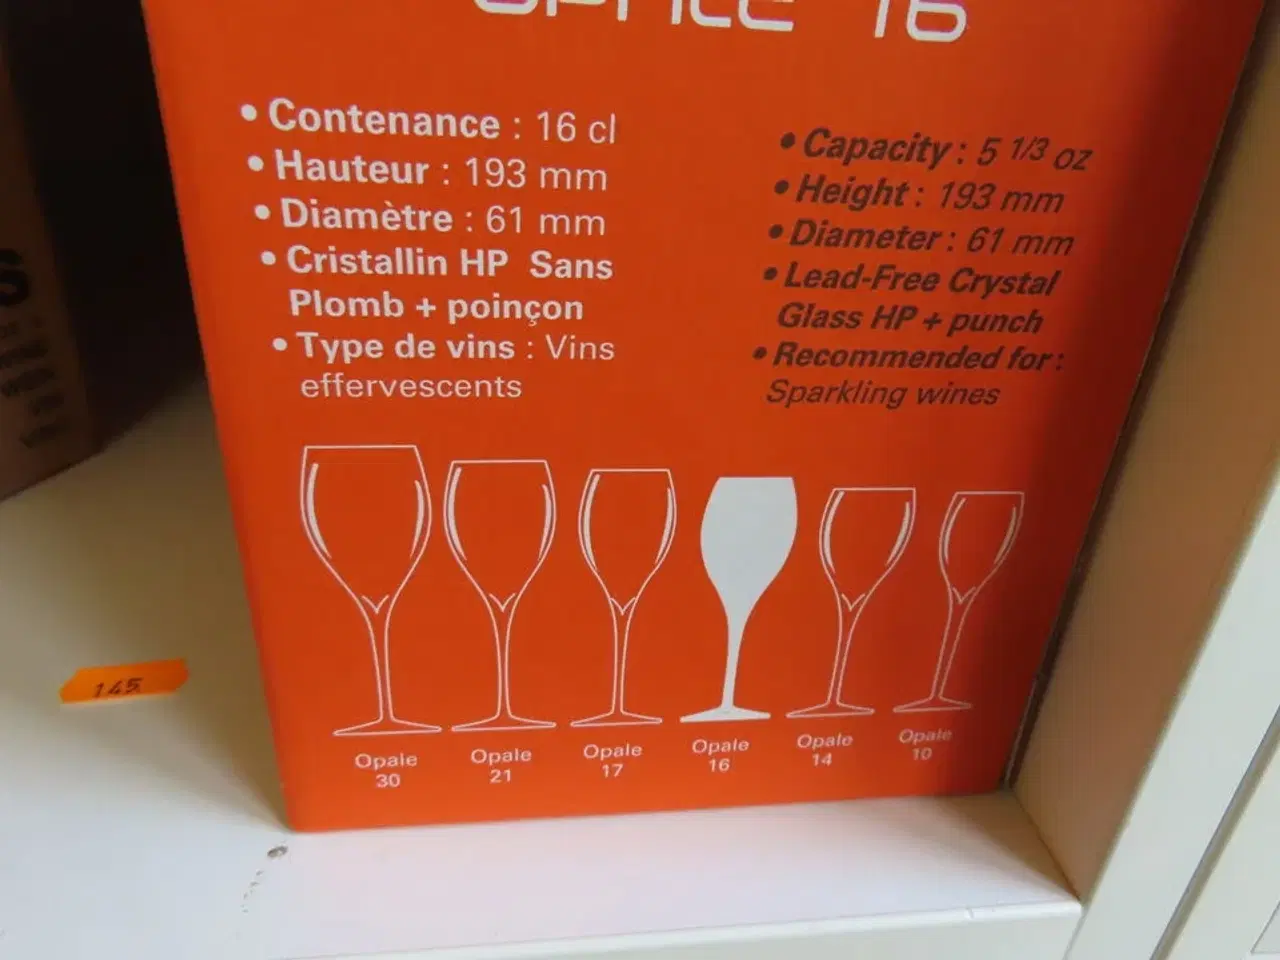 OPALE 16
• Contenance : 16 cl
• Hauteur : 193 mm
• Diamètre : 61 mm
• Cristallin HP Sans
Plomb + poinçon
• Type de vins : Vins
effervescents
• Capacity : 5 1/3 oz
• Height : 193 mm
• Diameter : 61 mm
• Lead-Free Crystal
Glass HP + punch
• Recommended for :
Sparkling wines
Opale
30
Opale
21
Opale
17
Opale
16
Opale
14
Opale
10
145